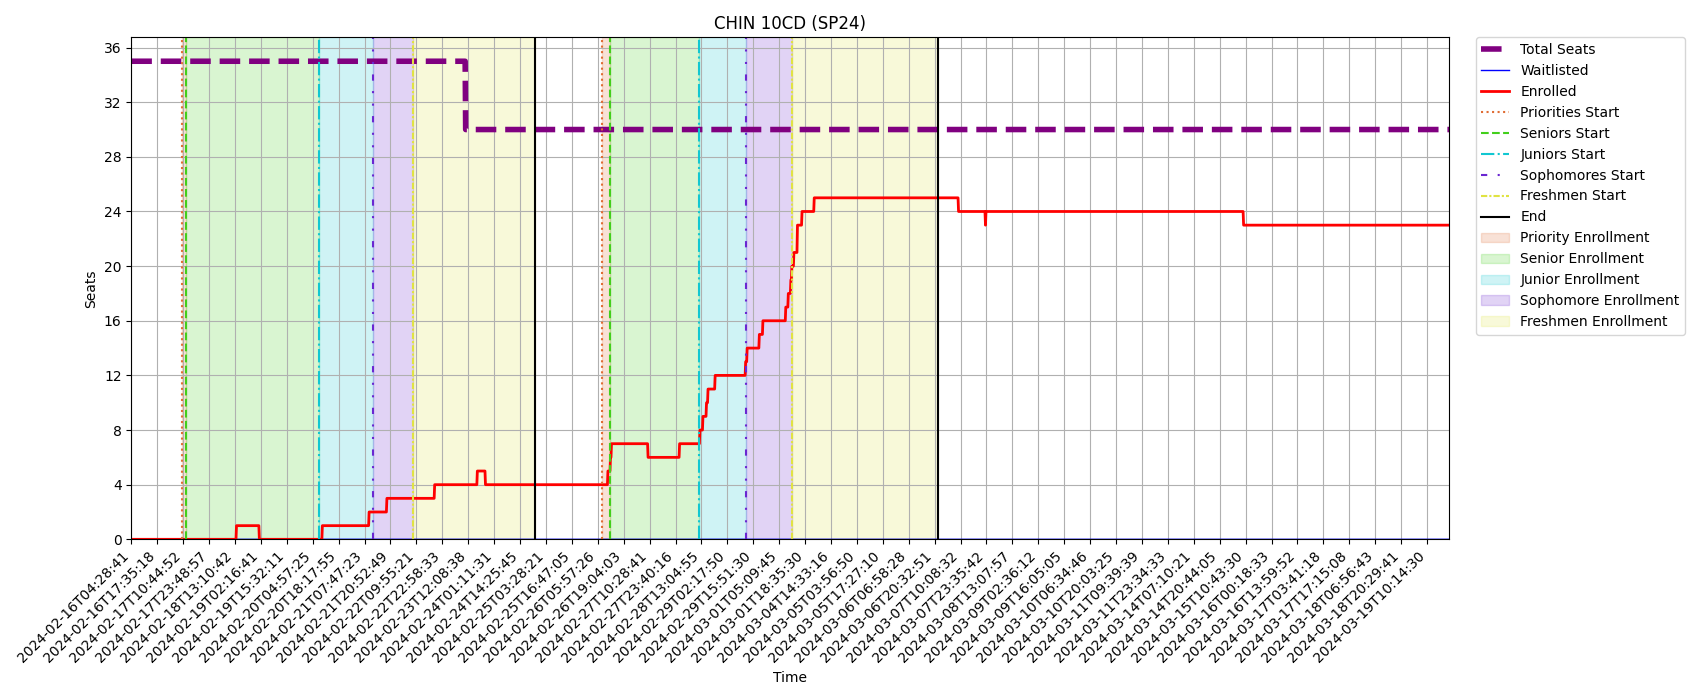 CHIN 10CD (SP24)
Seats
36
32
28
24
20
16
12
8
4
0
2024-02-16T04:28:41
2024-02-16T17:35:18
2024-02-17T10:44:52
2024-02-17T23:48:57
2024-02-18T13:10:42
2024-02-19T02:16:41
2024-02-19T15:32:11
2024-02-20T04:57:25
2024-02-20T18:17:55
2024-02-21T07:47:23
2024-02-21T20:52:49
2024-02-22T09:55:21
2024-02-22T22:58:33
2024-02-23T12:08:38
2024-02-24T01:11:31
2024-02-24T14:25:45
2024-02-25T03:28:21
2024-02-25T16:47:05
2024-02-26T05:57:26
2024-02-26T19:04:03
2024-02-27T10:28:41
2024-02-27T23:40:16
2024-02-28T13:04:55
2024-02-29T02:17:50
2024-02-29T15:51:30
2024-03-01T05:09:45
2024-03-01T18:35:30
2024-03-04T14:33:16
2024-03-05T03:56:50
2024-03-05T17:27:10
2024-03-06T06:58:28
2024-03-06T20:32:51
2024-03-07T10:08:32
2024-03-07T23:35:42
2024-03-08T13:07:57
2024-03-09T02:36:12
2024-03-09T16:05:05
2024-03-10T06:34:46
2024-03-10T20:03:25
2024-03-11T09:39:39
2024-03-11T23:34:33
2024-03-14T07:10:21
2024-03-14T20:44:05
2024-03-15T10:43:30
2024-03-16T00:18:33
2024-03-16T13:59:52
2024-03-17T03:41:18
2024-03-17T17:15:08
2024-03-18T06:56:43
2024-03-18T20:29:41
2024-03-19T10:14:30
Time
Total Seats
Waitlisted
Enrolled
Priorities Start
Seniors Start
Juniors Start
Sophomores Start
Freshmen Start
End
Priority Enrollment
Senior Enrollment
Junior Enrollment
Sophomore Enrollment
Freshmen Enrollment